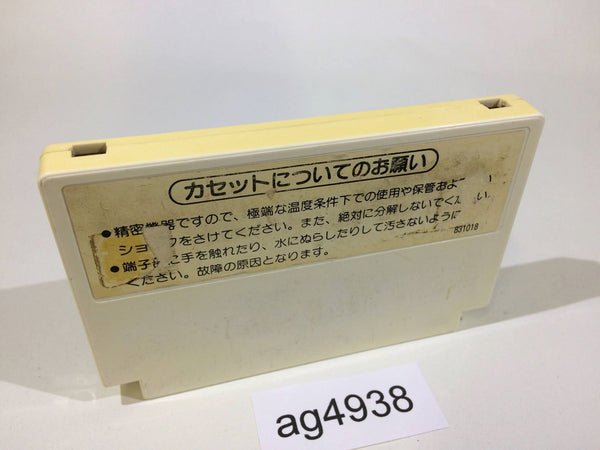 カセットについてのお願い
●精密機器ですので、極端な温度条件下での使用や保管およ い
ショ クをさけてください。また、絶対に分解しないでく い。
●端子 に手を触れたり、水にぬらしたりして汚さないように
ください。故障の原因となります。
831018
ag4938